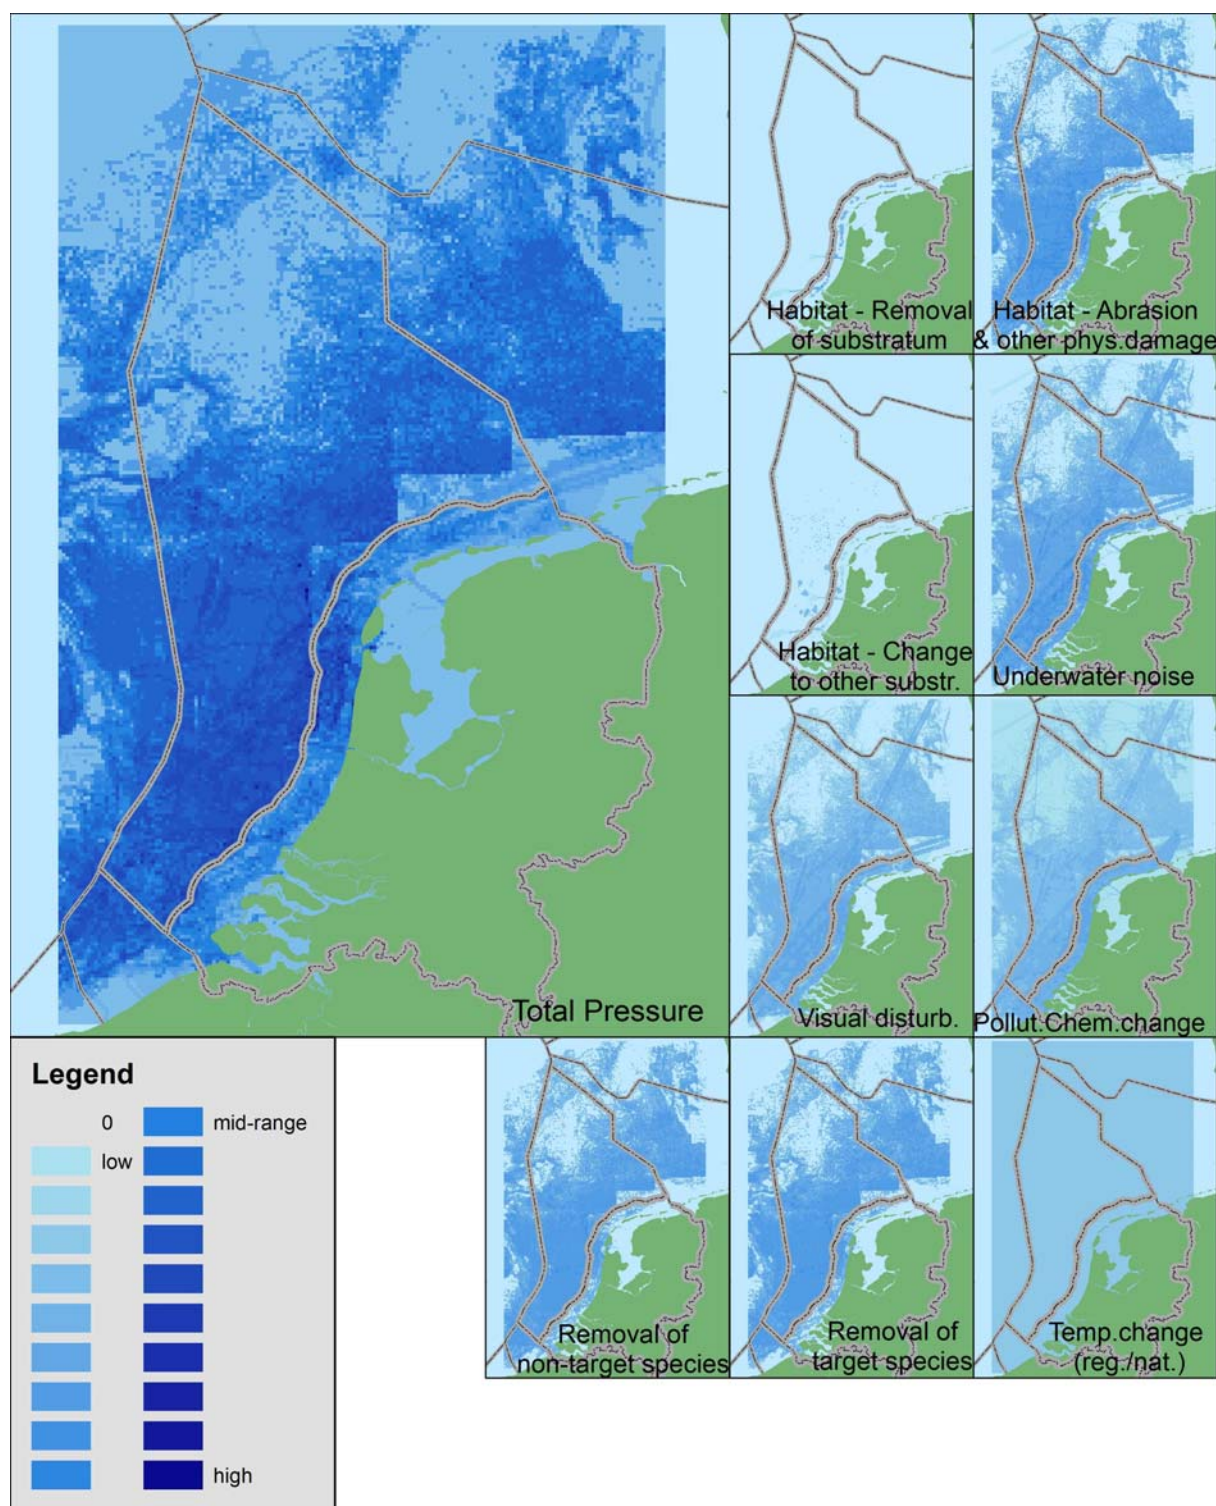 Habitat - Removal
of substratum
Habitat - Abrasion
& other phys.damage
Habitat - Change
to other substr.
Underwater noise
Total Pressure
Visual disturb.
Pollut.Chem.change
Legend
0
mid-range
low
high
Removal of
non-target species
Removal of
target species
Temp.change
(reg./nat.)